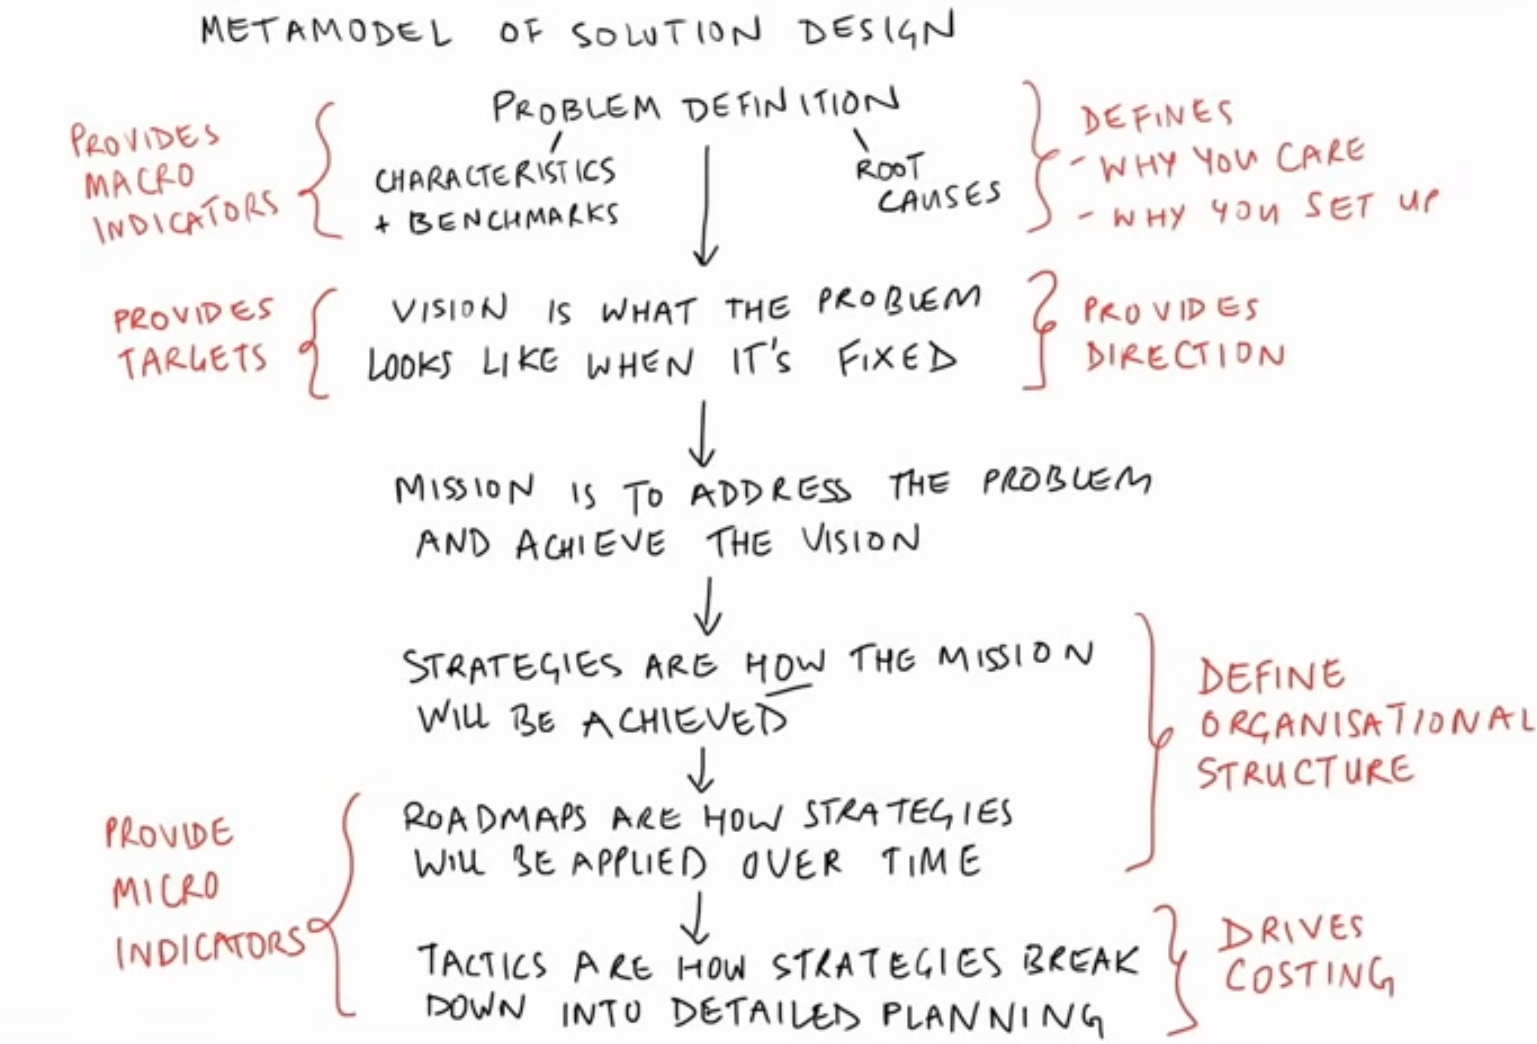 METAMODEL OF SOLUTION DESIGN
PROBLEM DEFINITION
CHARACTERISTICS
+ BENCHMARKS
ROOT
CAUSES
PROVIDES
MACRO
INDICATORS
DEFINES
- WHY YOU CARE
- WHY YOU SET UP
VISION IS WHAT THE PROBLEM
LOOKS LIKE WHEN IT'S FIXED
PROVIDES
TARGETS
PROVIDES
DIRECTION
MISSION IS TO ADDRESS THE PROBLEM
AND ACHIEVE THE VISION
STRATEGIES ARE HOW THE MISSION
WILL BE ACHIEVED
DEFINE
ORGANISATIONAL
STRUCTURE
ROADMAPS ARE HOW STRATEGIES
WILL BE APPLIED OVER TIME
PROVIDE
MICRO
INDICATORS
TACTICS ARE HOW STRATEGIES BREAK
DOWN INTO DETAILED PLANNING
DRIVES
COSTING